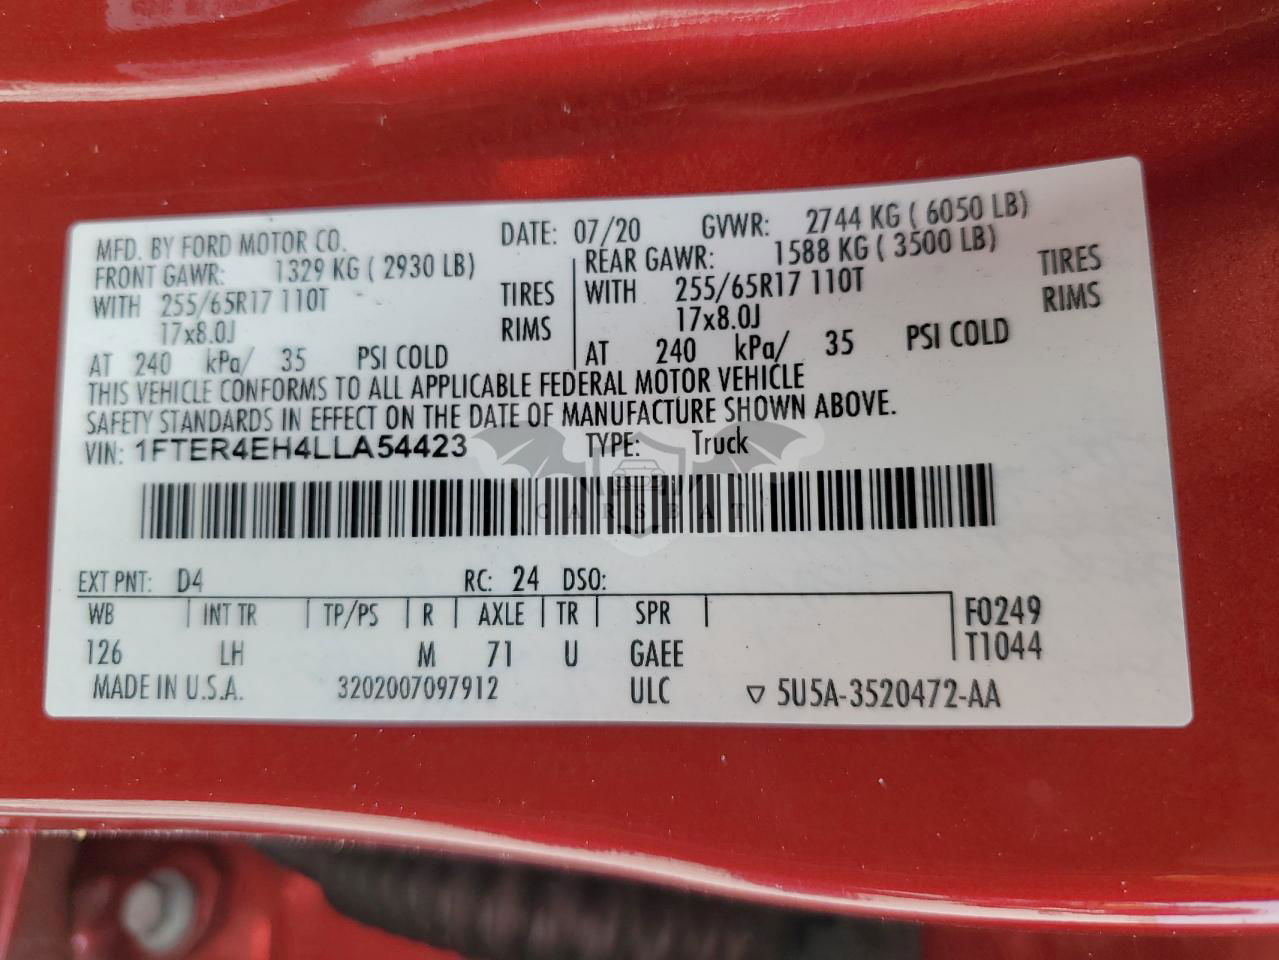 MFD. BY FORD MOTOR CO. DATE: 07/20 GVWR: 2744 KG ( 6050 LB)
FRONT GAWR: 1329 KG ( 2930 LB) REAR GAWR: 1588 KG ( 3500 LB)
WITH 255/65R17 110T TIRES WITH 255/65R17 110T TIRES
17x8.0J RIMS 17x8.0J RIMS
AT 240 kPa/ 35 PSI COLD AT 240 kPa/ 35 PSI COLD
THIS VEHICLE CONFORMS TO ALL APPLICABLE FEDERAL MOTOR VEHICLE
SAFETY STANDARDS IN EFFECT ON THE DATE OF MANUFACTURE SHOWN ABOVE.
VIN: 1FTER4EH4LLA54423 TYPE: Truck
CARSBAT
EXT PNT: D4 RC: 24 DSO:
WB INT TR TP/PS R AXLE TR SPR F0249
126 LH M 71 U GAEE T1044
MADE IN U.S.A. 3202007097912 ULC ▽ 5U5A-3520472-AA